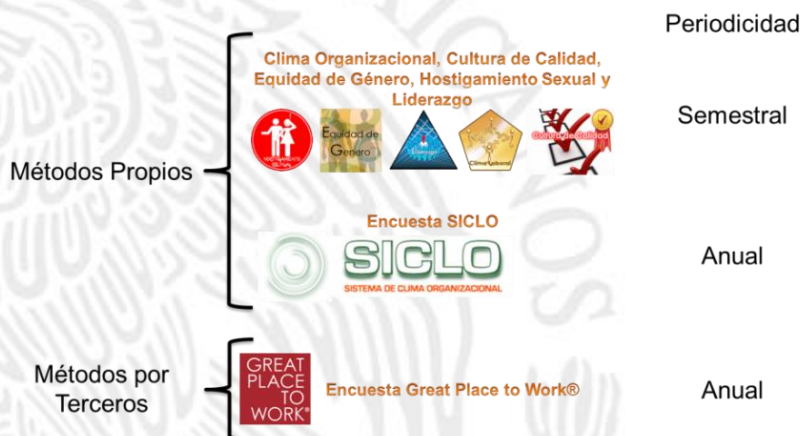 Periodicidad
Clima Organizacional, Cultura de Calidad,
Equidad de Género, Hostigamiento Sexual y
Liderazgo
Semestral
Equidad de
Genero
Liderazgo
Clima Laboral
Cultura de Calidad
Métodos Propios
Encuesta SICLO
SICLO
SISTEMA DE CLIMA ORGANIZACIONAL
Anual
Métodos por
Terceros
GREAT
PLACE
TO
WORK®
Encuesta Great Place to Work®
Anual